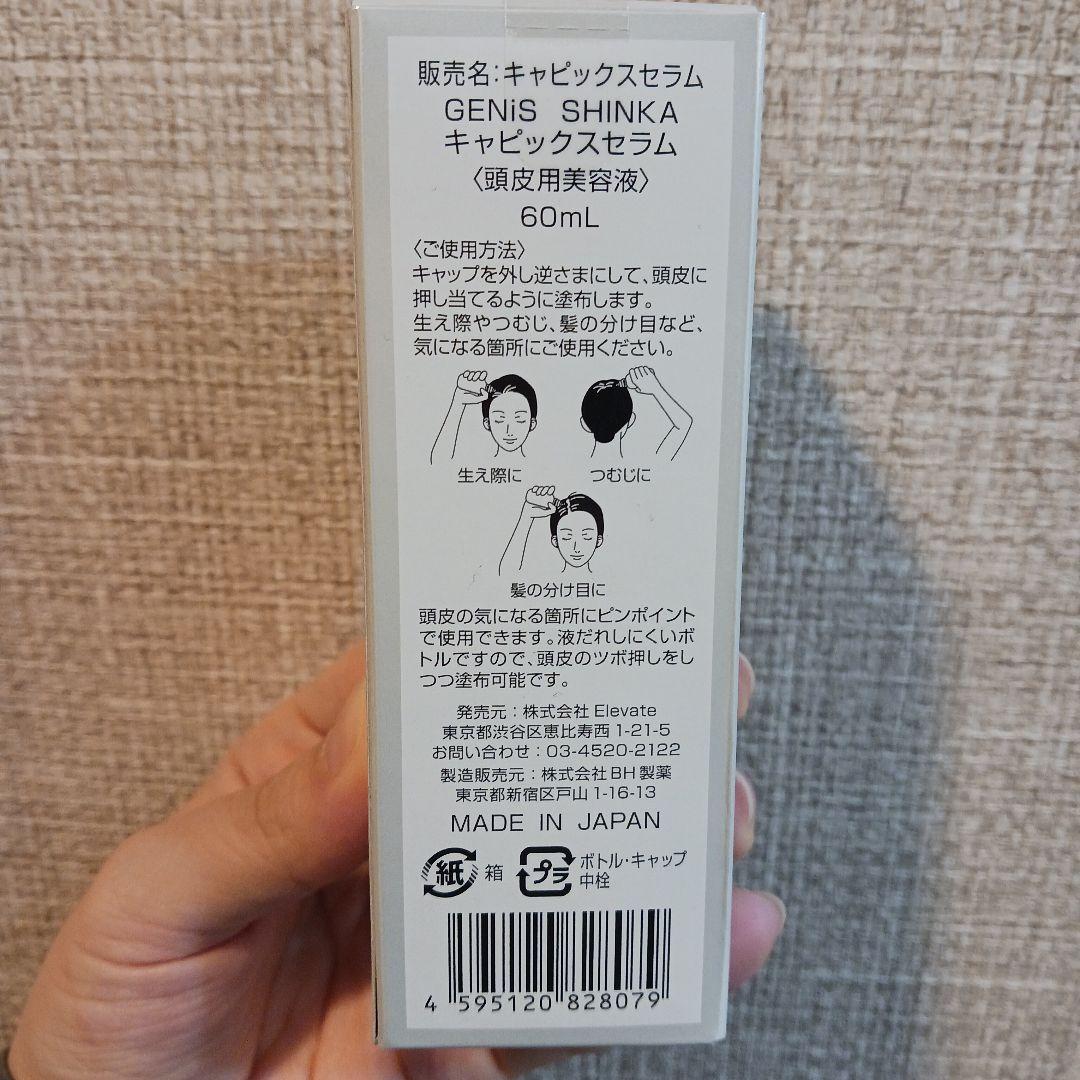 販売名:キャピックスセラム
GENiS SHINKA
キャピックスセラム
〈頭皮用美容液〉
60mL
〈ご使用方法〉
キャップを外し逆さまにして、頭皮に
押し当てるように塗布します。
生え際やつむじ、髪の分け目など、
気になる箇所にご使用ください。
生え際に
つむじに
髪の分け目に
頭皮の気になる箇所にピンポイント
で使用できます。液だれしにくいボ
トルですので、頭皮のツボ押しをし
つつ塗布可能です。
発売元：株式会社Elevate
東京都渋谷区恵比寿西1-21-5
お問い合わせ：03-4520-2122
製造販売元：株式会社BH製薬
東京都新宿区戸山1-16-13
MADE IN JAPAN
紙 箱
プラ ボトル・キャップ
中栓
4 595120 828079